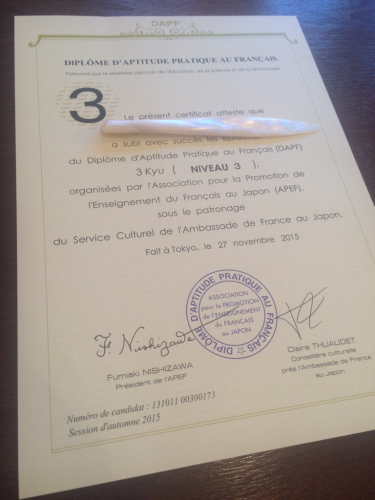 DAPF
DIPLÔME D'APTITUDE PRATIQUE AU FRANÇAIS
Patronné par le Ministère japonais de l'Éducation, de la Science et de la Technologie
3
Le présent certificat atteste que
a subi avec succès les
du Diplôme d'Aptitude Pratique au Français (DAPF)
3 Kyu ( NIVEAU 3 ),
organisées par l'Association pour la Promotion de
l'Enseignement du Français au Japon (APEF),
sous le patronage
du Service Culturel de l'Ambassade de France au Japon.
Fait à Tokyo, le 27 novembre 2015
DIPLÔME D'APTITUDE PRATIQUE AU FRANÇAIS
ASSOCIATION
pour la PROMOTION
de l'ENSEIGNEMENT
du FRANÇAIS
au JAPON
F. Nishizawa
Fumiaki NISHIZAWA
Président de l'APEF
Claire THUAUDET
Conseillère culturelle
près l'Ambassade de France
au Japon
Numéro de candidat : 131011 00300173
Session d'automne 2015